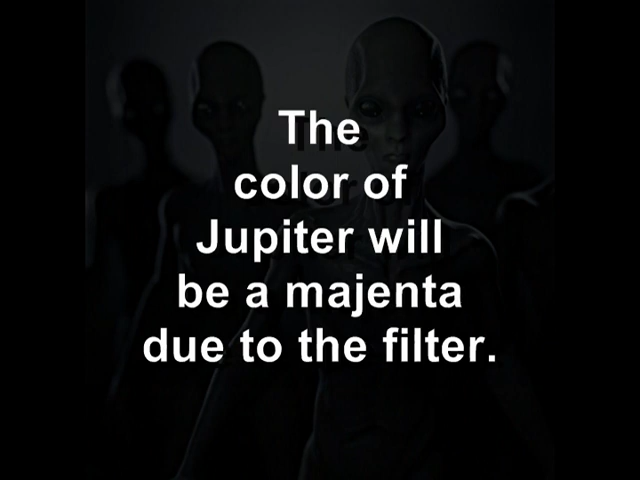 The
color of
Jupiter will
be a majenta
due to the filter.